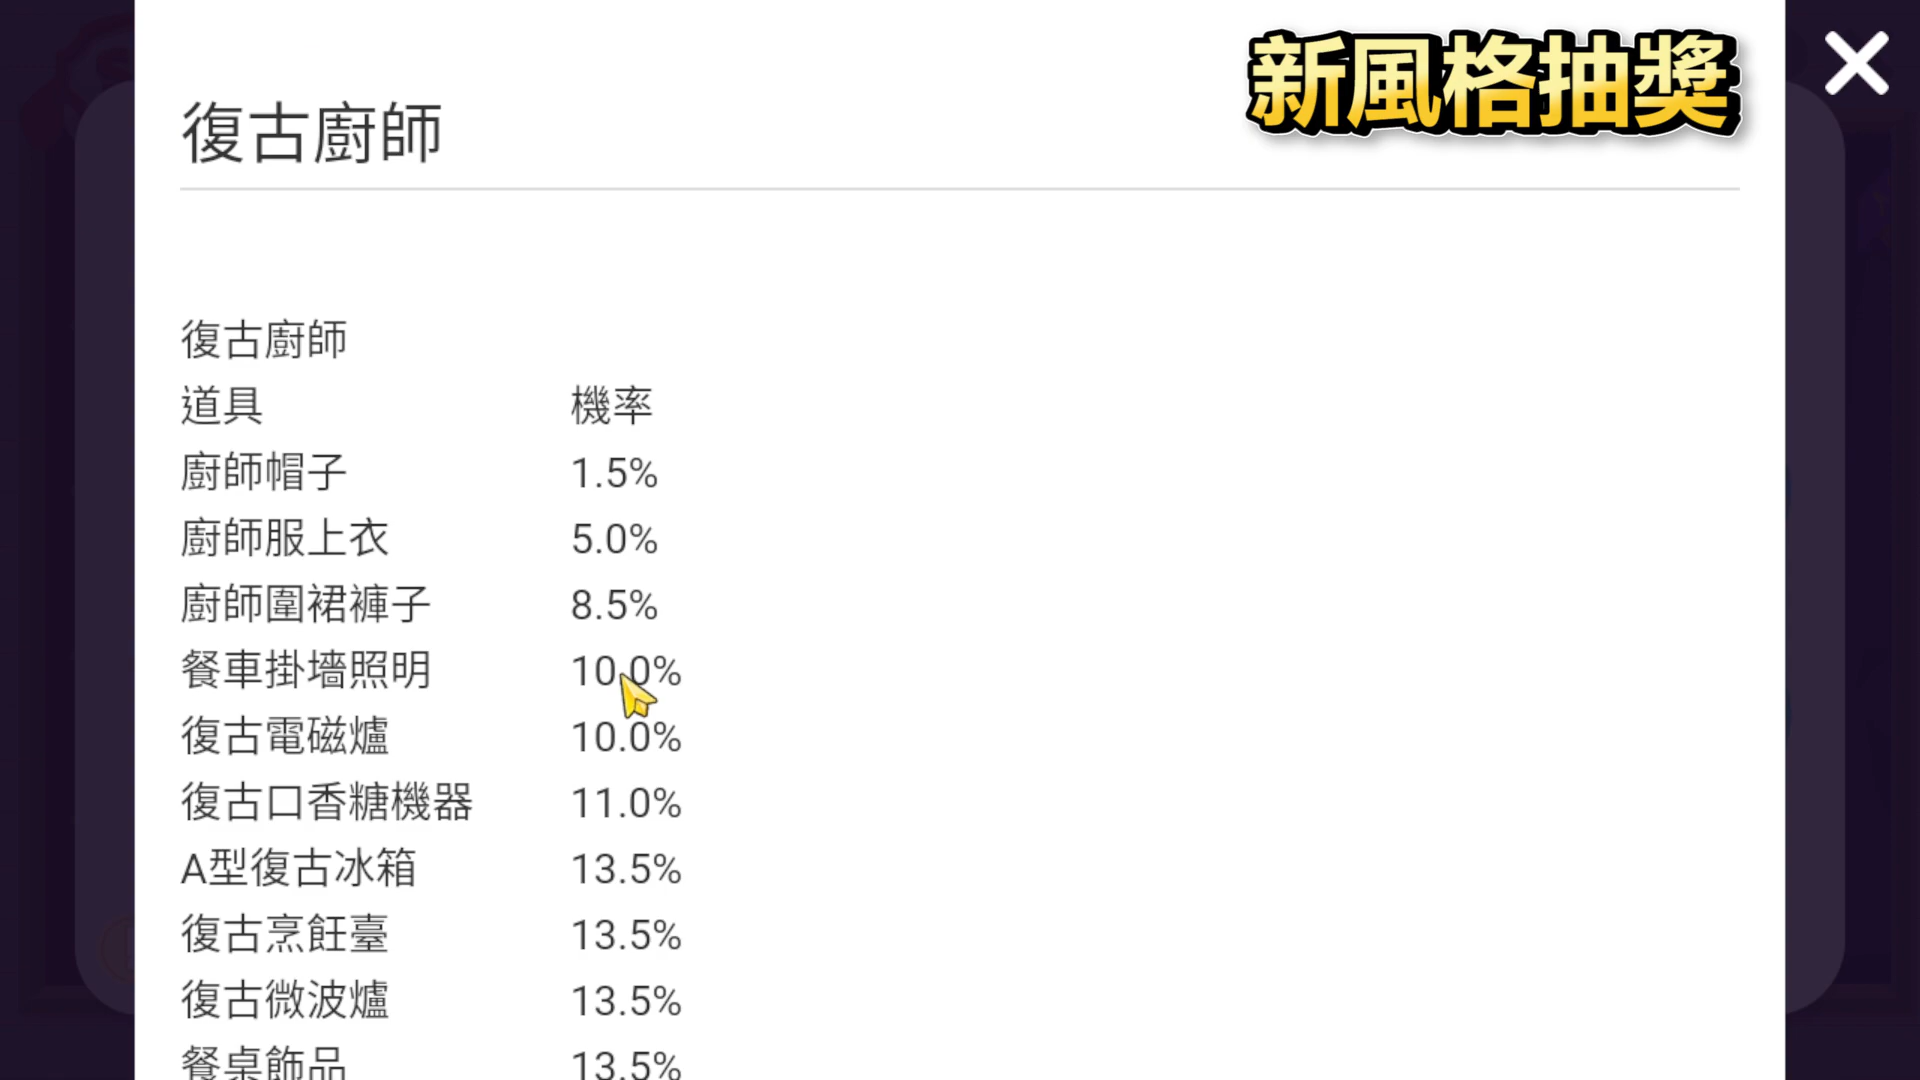 新風格抽獎
復古廚師
復古廚師
道具 機率
廚師帽子 1.5%
廚師服上衣 5.0%
廚師圍裙褲子 8.5%
餐車掛墻照明 10.0%
復古電磁爐 10.0%
復古口香糖機器 11.0%
A型復古冰箱 13.5%
復古烹飪臺 13.5%
復古微波爐 13.5%
餐桌飾品 13.5%